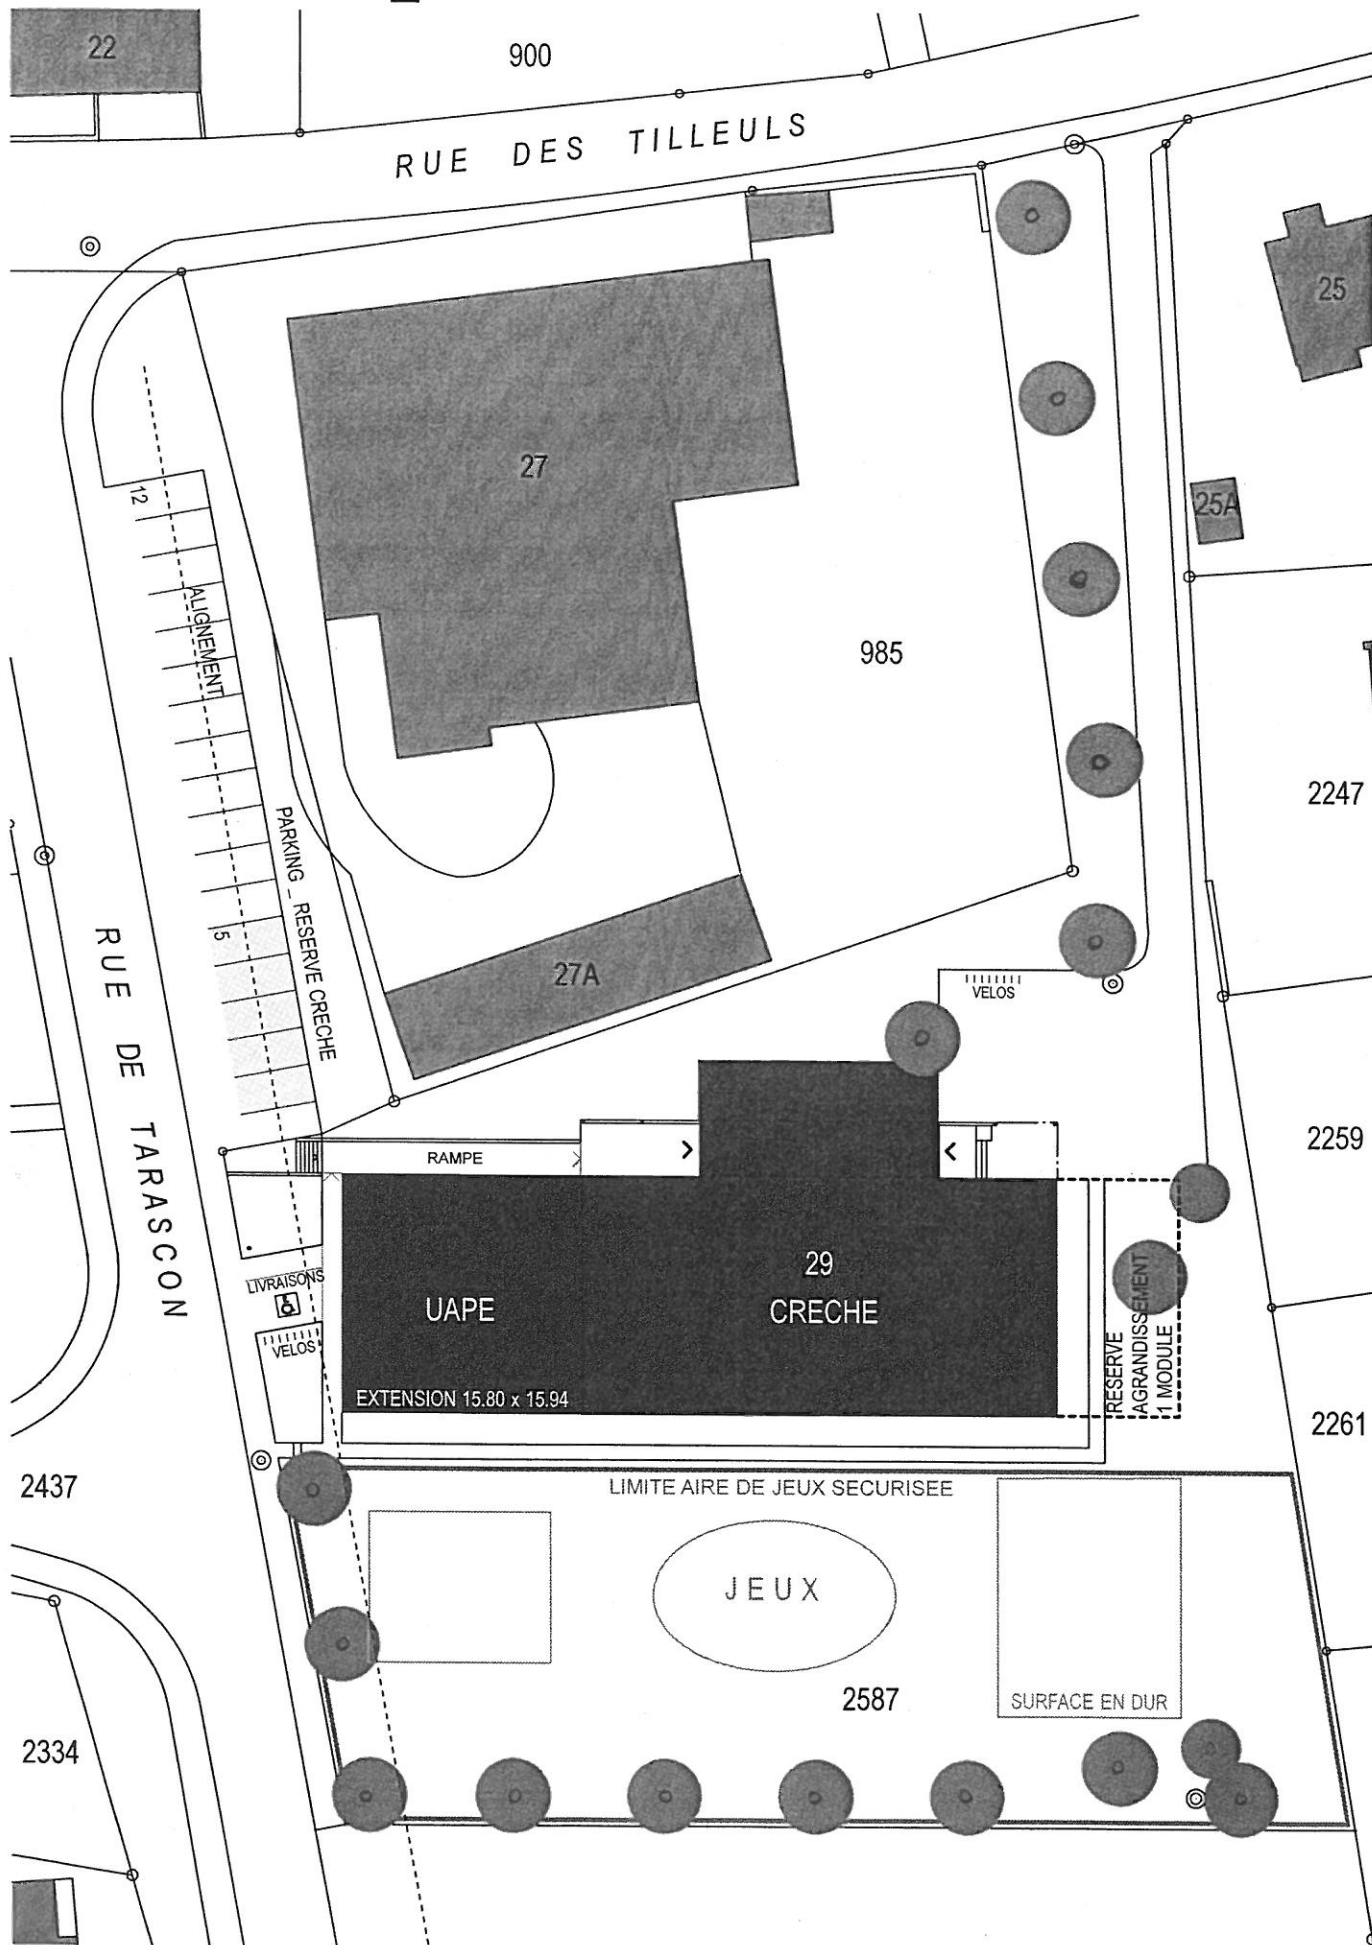 22
900
RUE DES TILLEULS
25
27
12
25A
ALIGNEMENT
985
2247
PARKING _ RESERVE CRECHE
5
RUE DE TARASCON
27A
VELOS
2259
RAMPE
29
LIVRAISONS
UAPE
CRECHE
VELOS
RESERVE
AGRANDISSEMENT
1 MODULE
EXTENSION 15.80 x 15.94
2261
2437
LIMITE AIRE DE JEUX SECURISEE
JEUX
2587
SURFACE EN DUR
2334